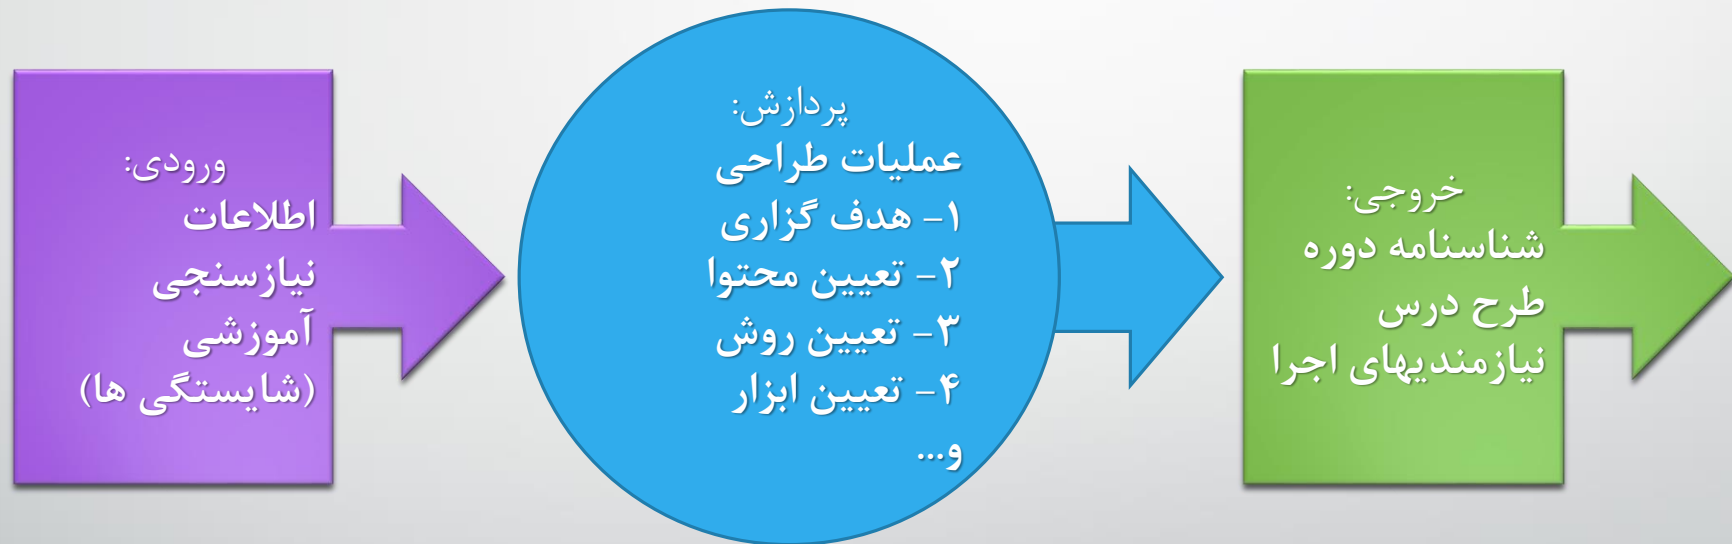 ورودی:
اطلاعات
نیازسنجی
آموزشی
(شایستگی ها)
پردازش:
عملیات طراحی
۱- هدف گزاری
۲- تعیین محتوا
۳- تعیین روش
۴- تعیین ابزار
و...
خروجی:
شناسنامه دوره
طرح درس
نیازمندیهای اجرا